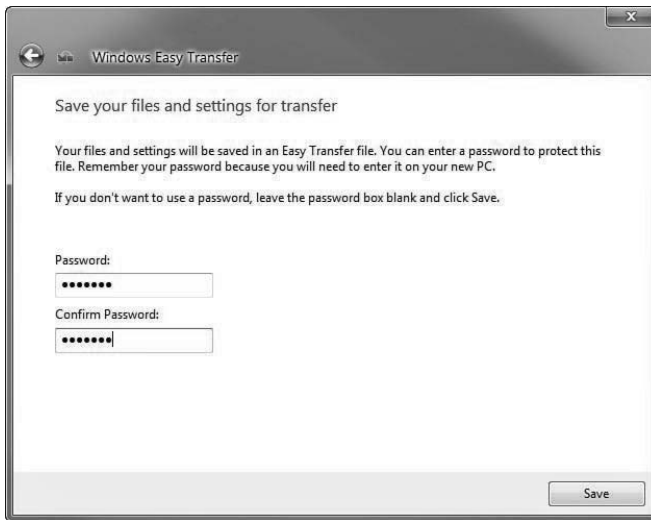 Windows Easy Transfer
Save your files and settings for transfer
Your files and settings will be saved in an Easy Transfer file. You can enter a password to protect this
file. Remember your password because you will need to enter it on your new PC.
If you don't want to use a password, leave the password box blank and click Save.
Password:
•••••••
Confirm Password:
•••••••
Save